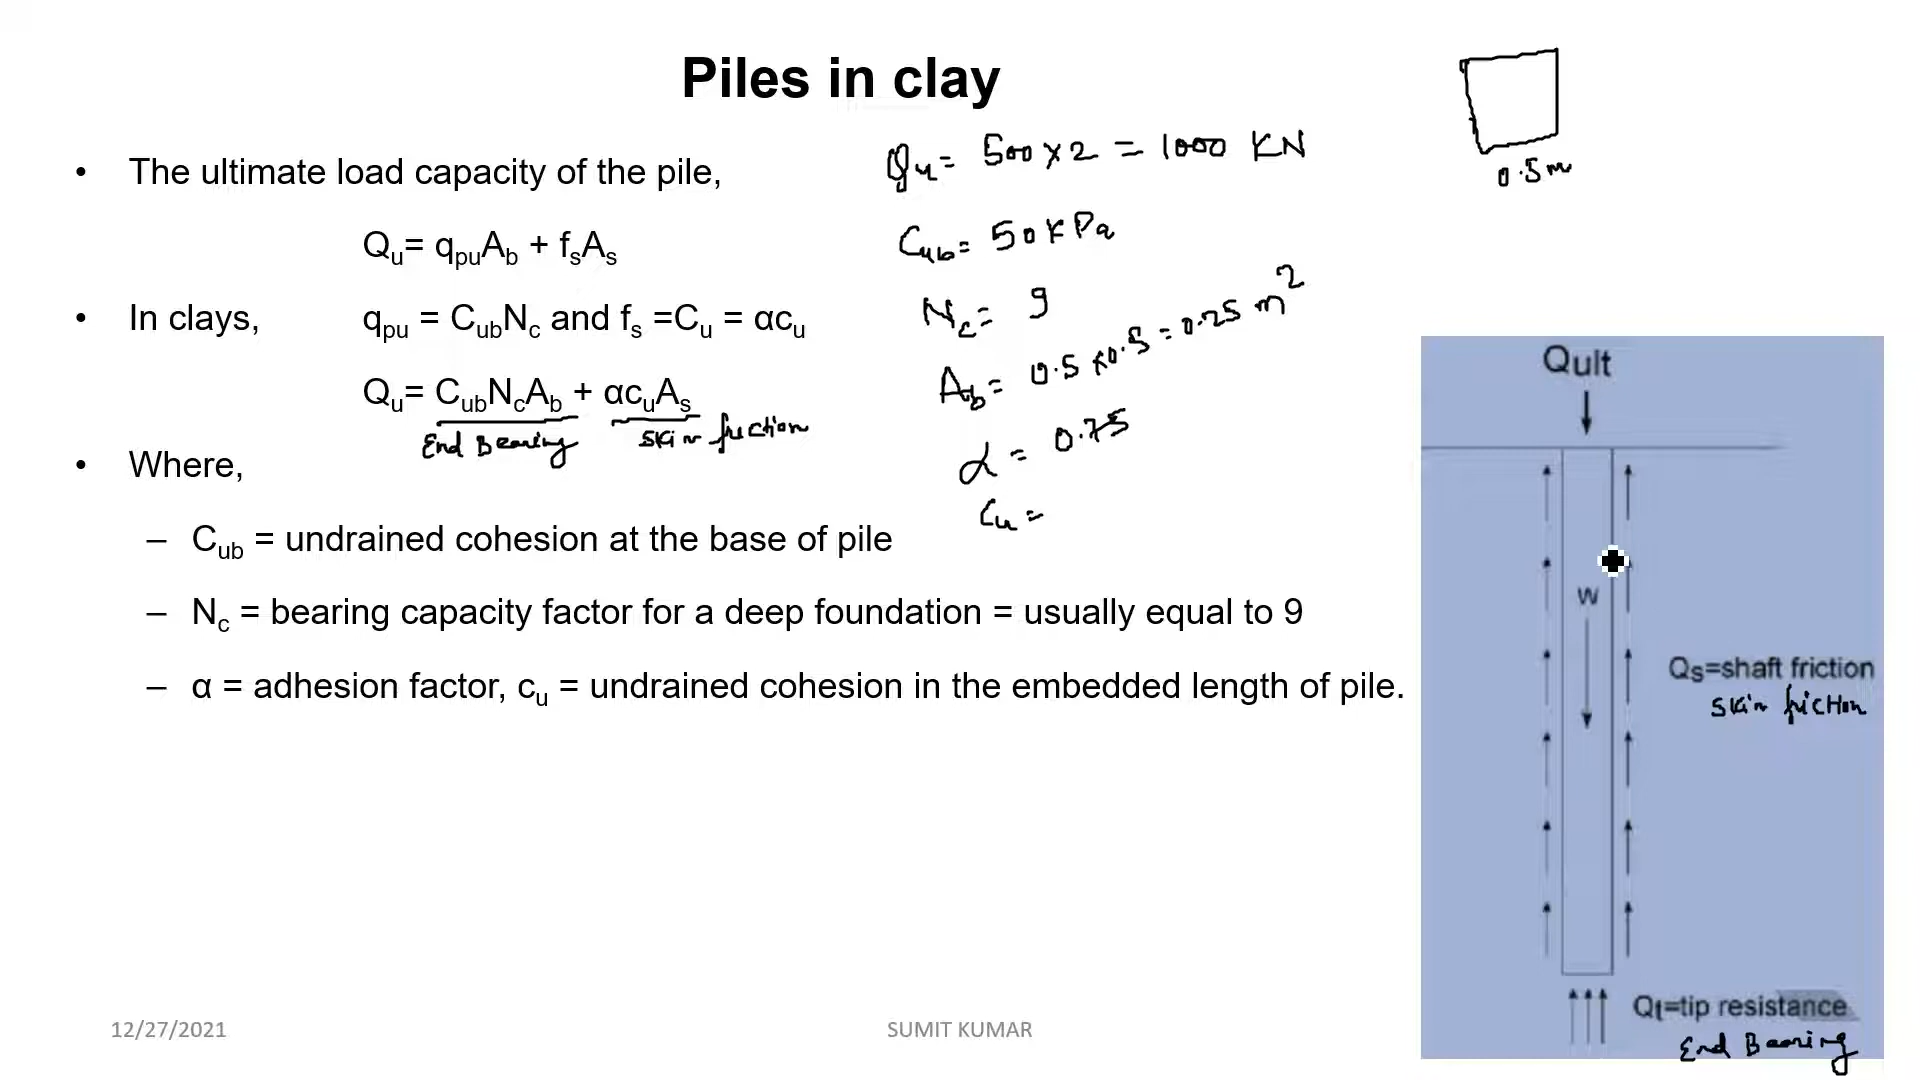 Piles in clay
• The ultimate load capacity of the pile,
Qu= qpuAb + fsAs
• In clays, qpu = CubNc and fs =Cu = αcu
Qu= CubNcAb + αcuAs
End Bearing skin friction
• Where,
– Cub = undrained cohesion at the base of pile
– Nc = bearing capacity factor for a deep foundation = usually equal to 9
– α = adhesion factor, cu = undrained cohesion in the embedded length of pile.
Qu= 500 x 2 = 1000 KN
Cub= 50 KPa
Nc= 9
Ab= 0.5 x 0.5 = 0.25 m²
α = 0.75
Cu =
0.5m
Qult
W
Qs=shaft friction
skin friction
Qt=tip resistance
End Bearing
12/27/2021
SUMIT KUMAR